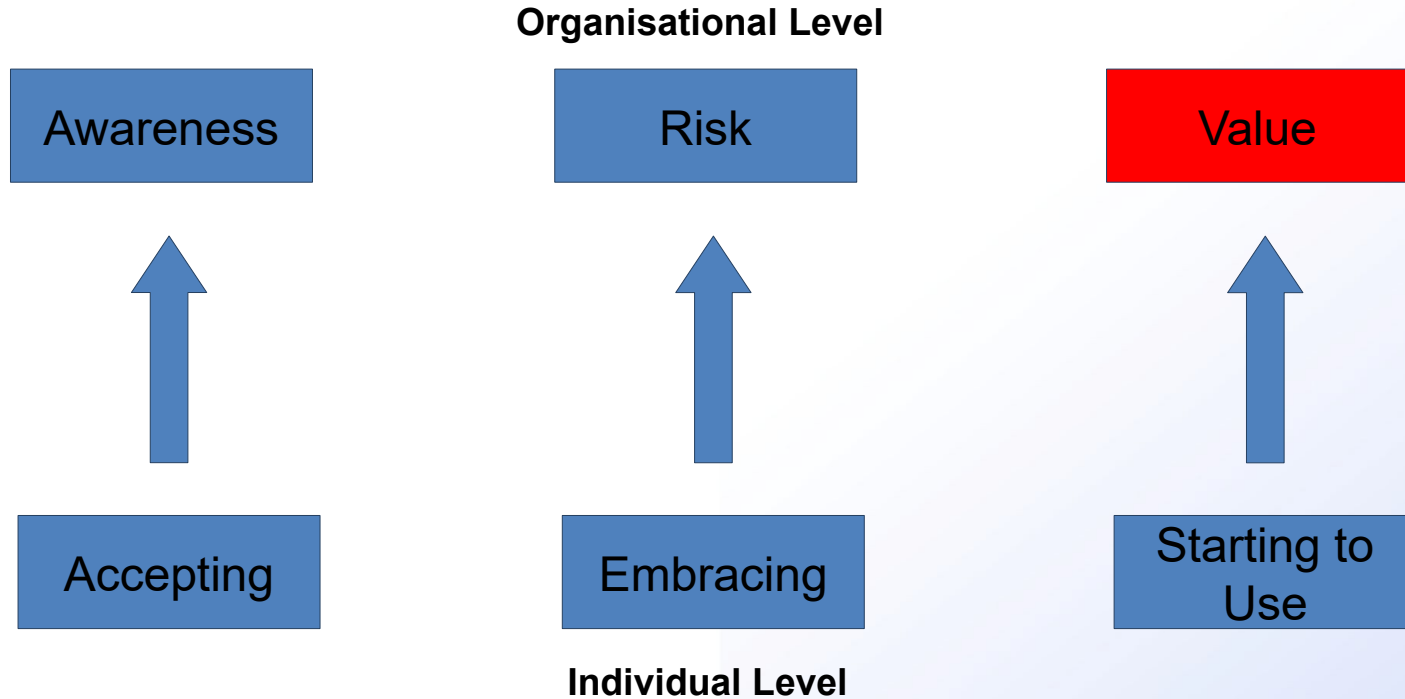 Organisational Level
Awareness
Risk
Value
Accepting
Embracing
Starting to
Use
Individual Level